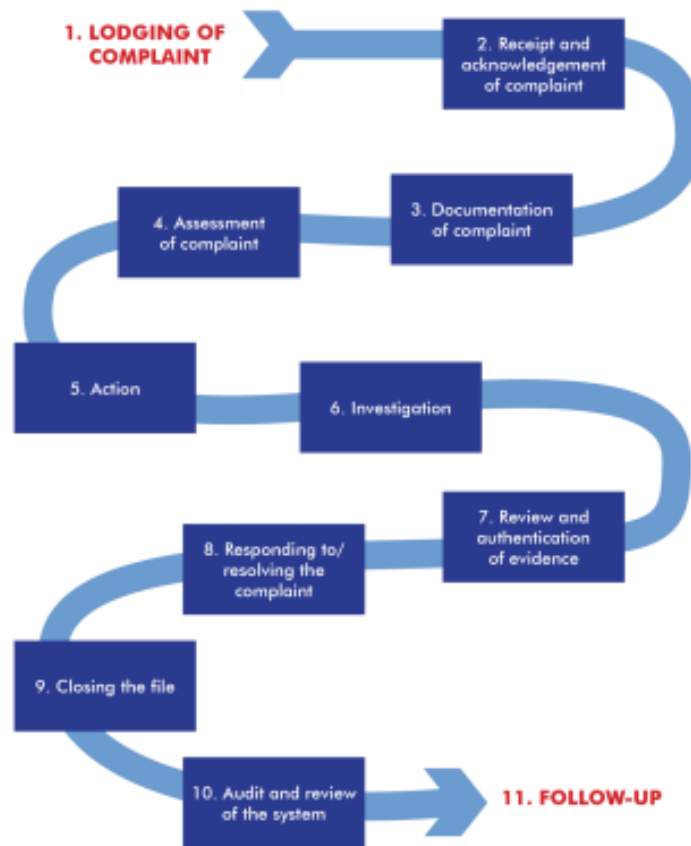 1. LODGING OF
COMPLAINT
2. Receipt and
acknowledgement
of complaint
3. Documentation
of complaint
4. Assessment
of complaint
5. Action
6. Investigation
7. Review and
authentication
of evidence
8. Responding to/
resolving the
complaint
9. Closing the file
10. Audit and review
of the system
11. FOLLOW-UP